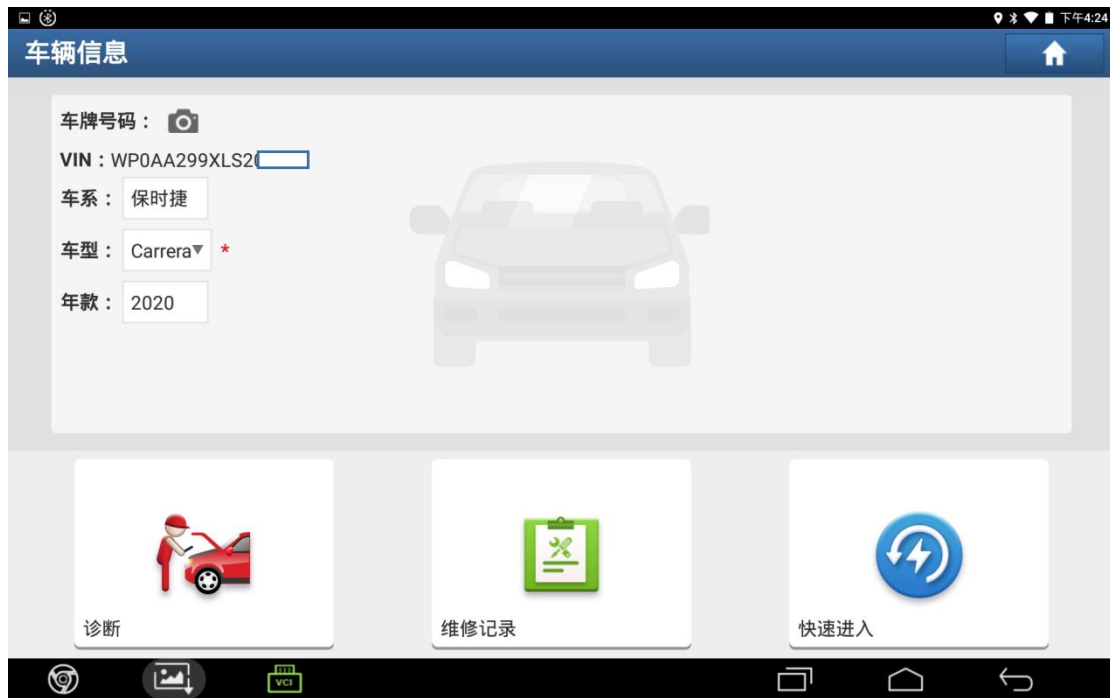 下午4:24
车辆信息
车牌号码：
VIN：WP0AA299XLS2
车系： 保时捷
车型： Carrera▼ *
年款： 2020
诊断
维修记录
快速进入
VCI